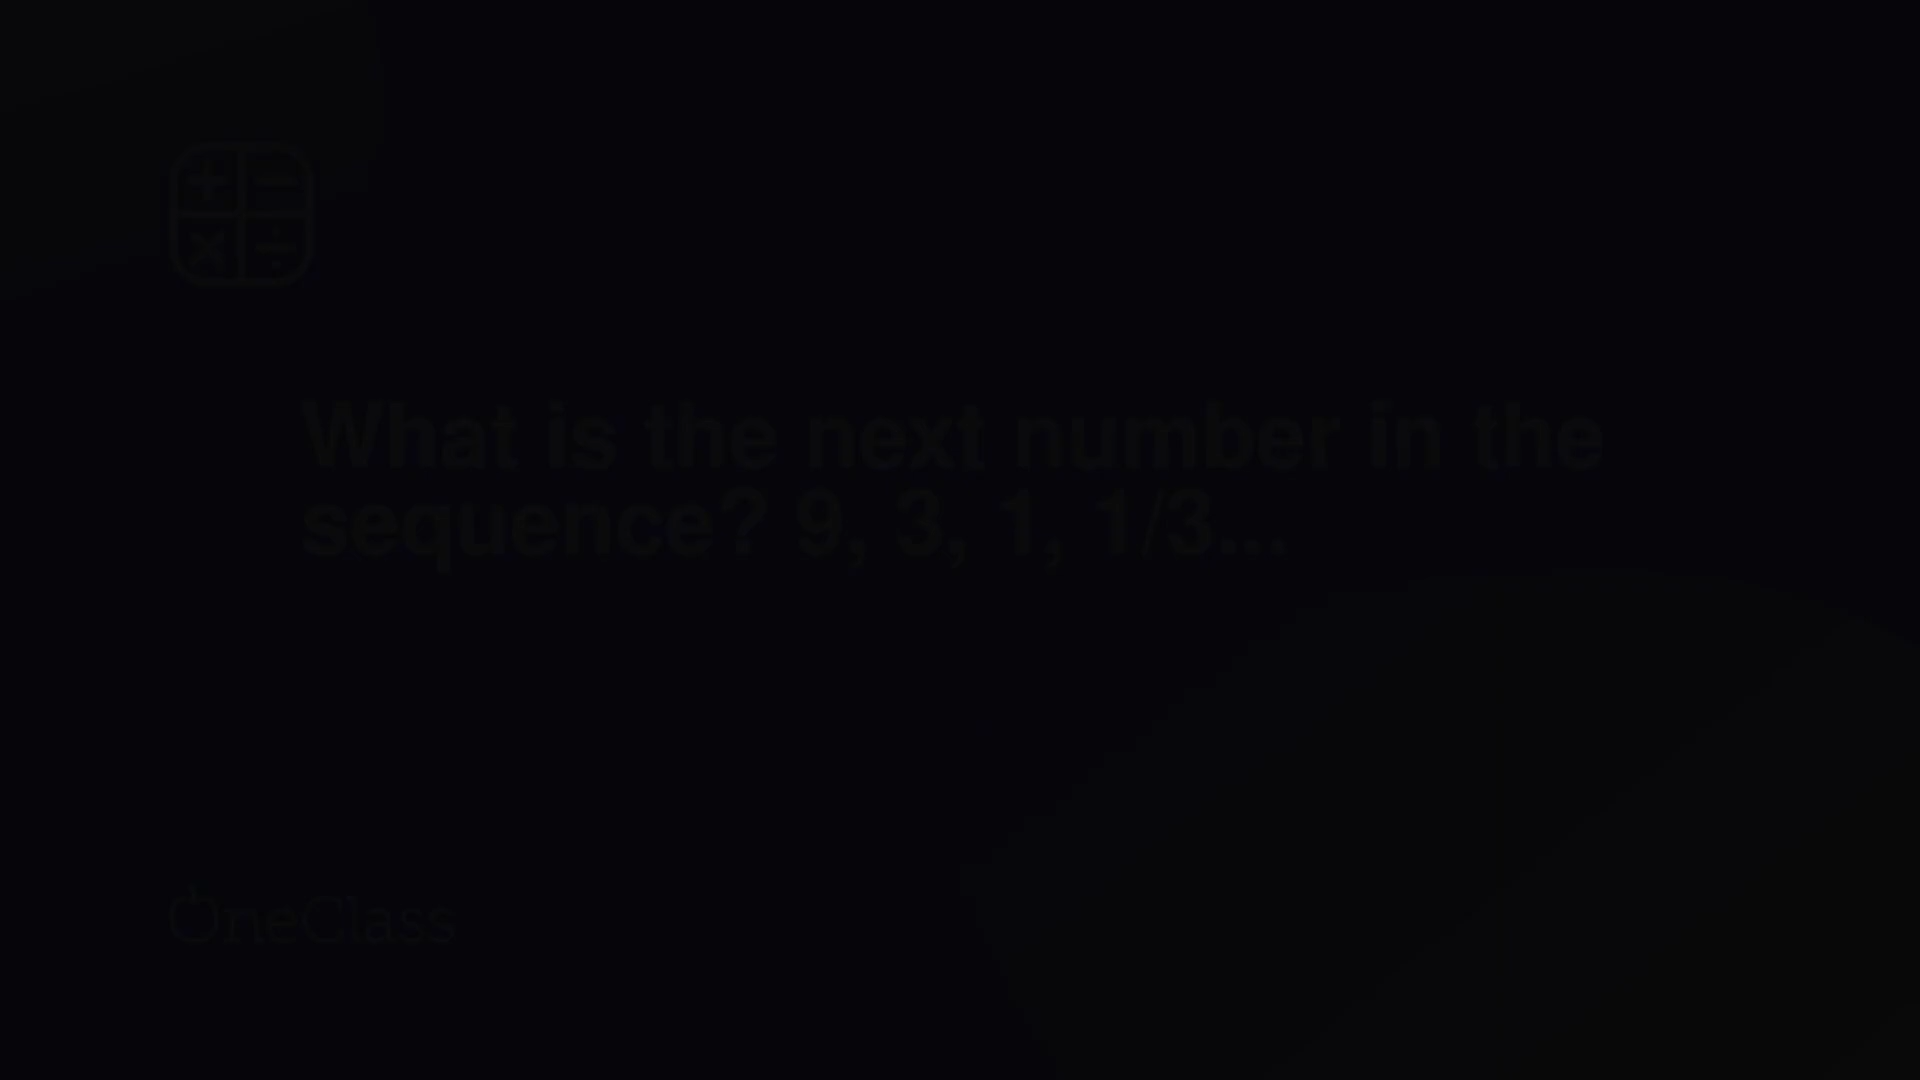 What is the next number in the
sequence? 9, 3, 1, 1/3...
OneClass